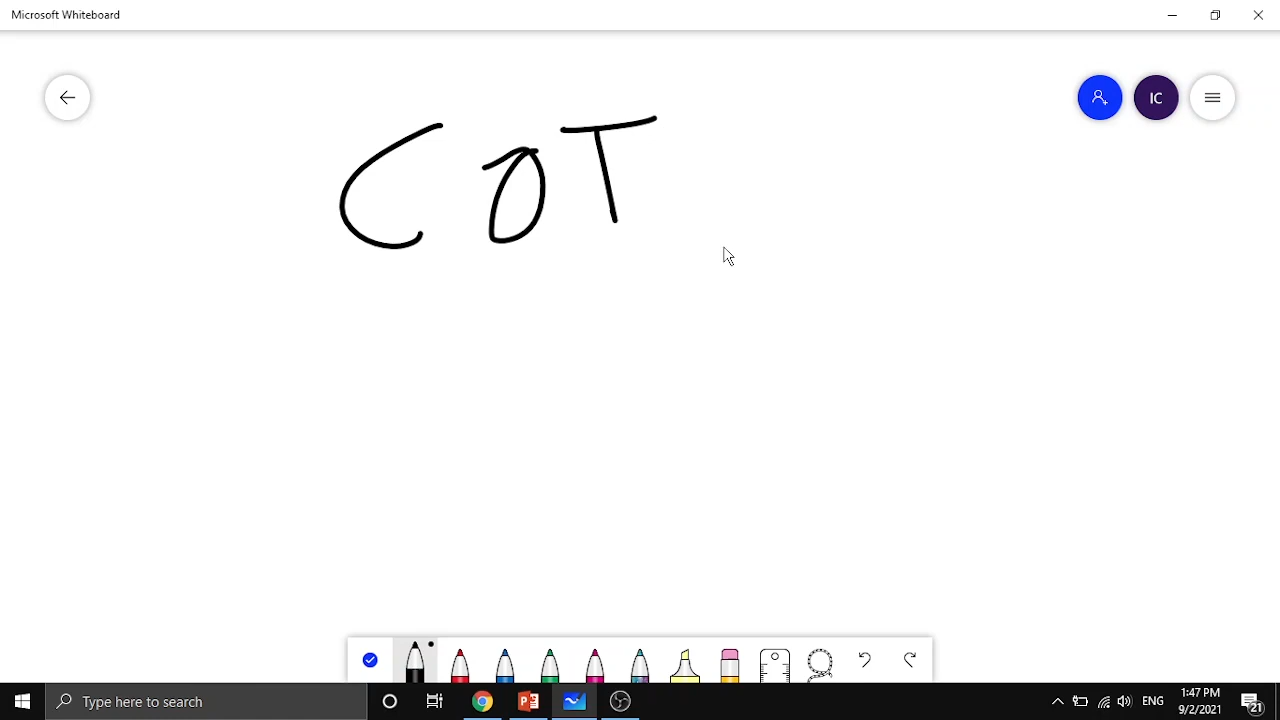 Microsoft Whiteboard
IC
COT
Type here to search
ENG
1:47 PM
9/2/2021
21